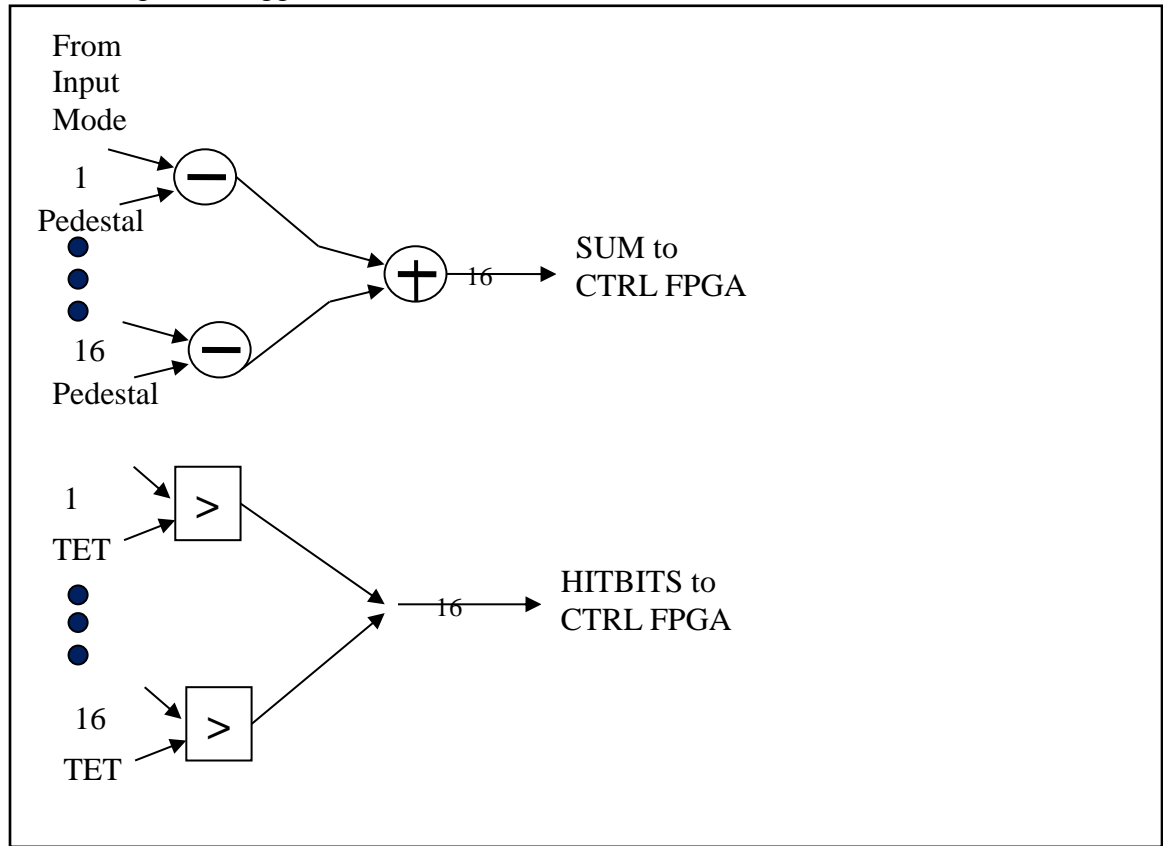 From
Input
Mode
1
Pedestal
16
Pedestal
16
SUM to
CTRL FPGA
1
TET
>
16
TET
>
16
HITBITS to
CTRL FPGA